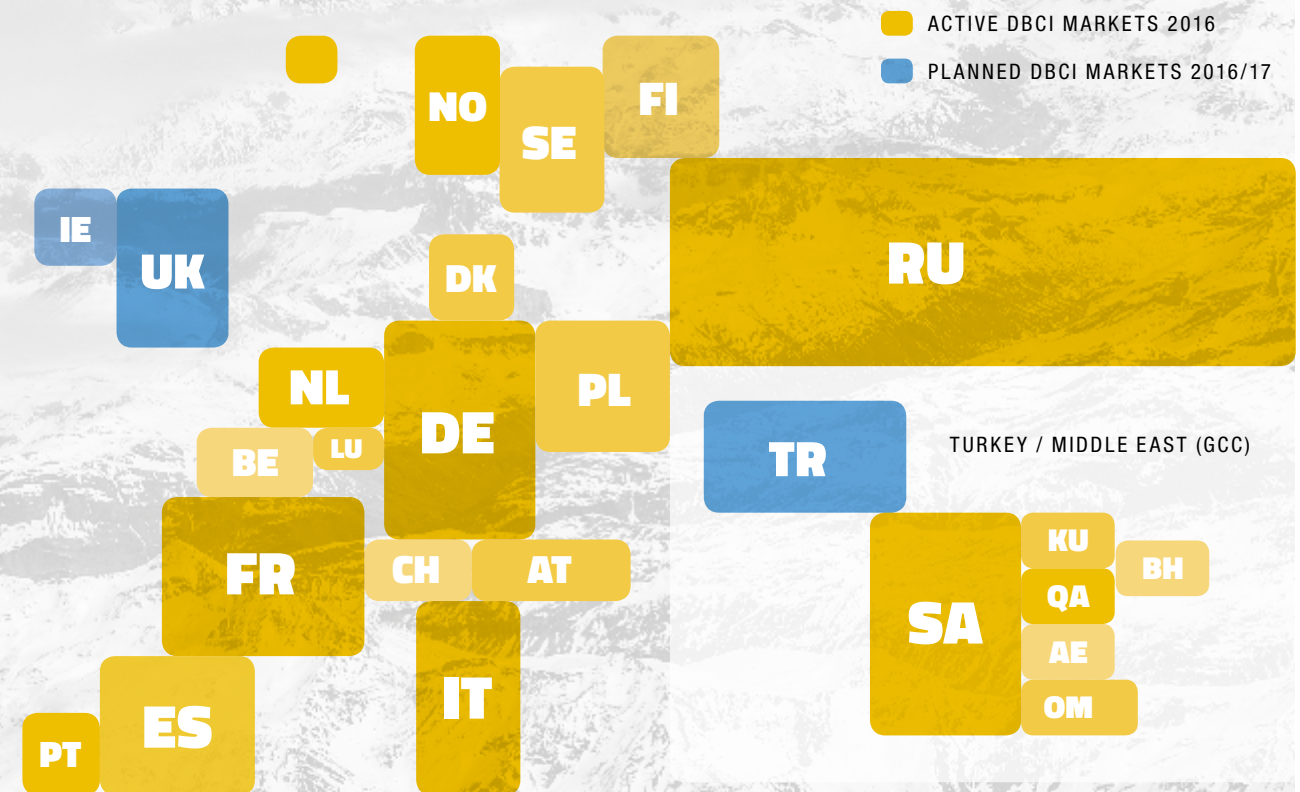 ACTIVE DBCI MARKETS 2016
PLANNED DBCI MARKETS 2016/17
NO
SE
FI
IE
UK
DK
RU
NL
DE
PL
BE
LU
TR
TURKEY / MIDDLE EAST (GCC)
FR
CH
AT
SA
KU
BH
QA
AE
OM
IT
ES
PT